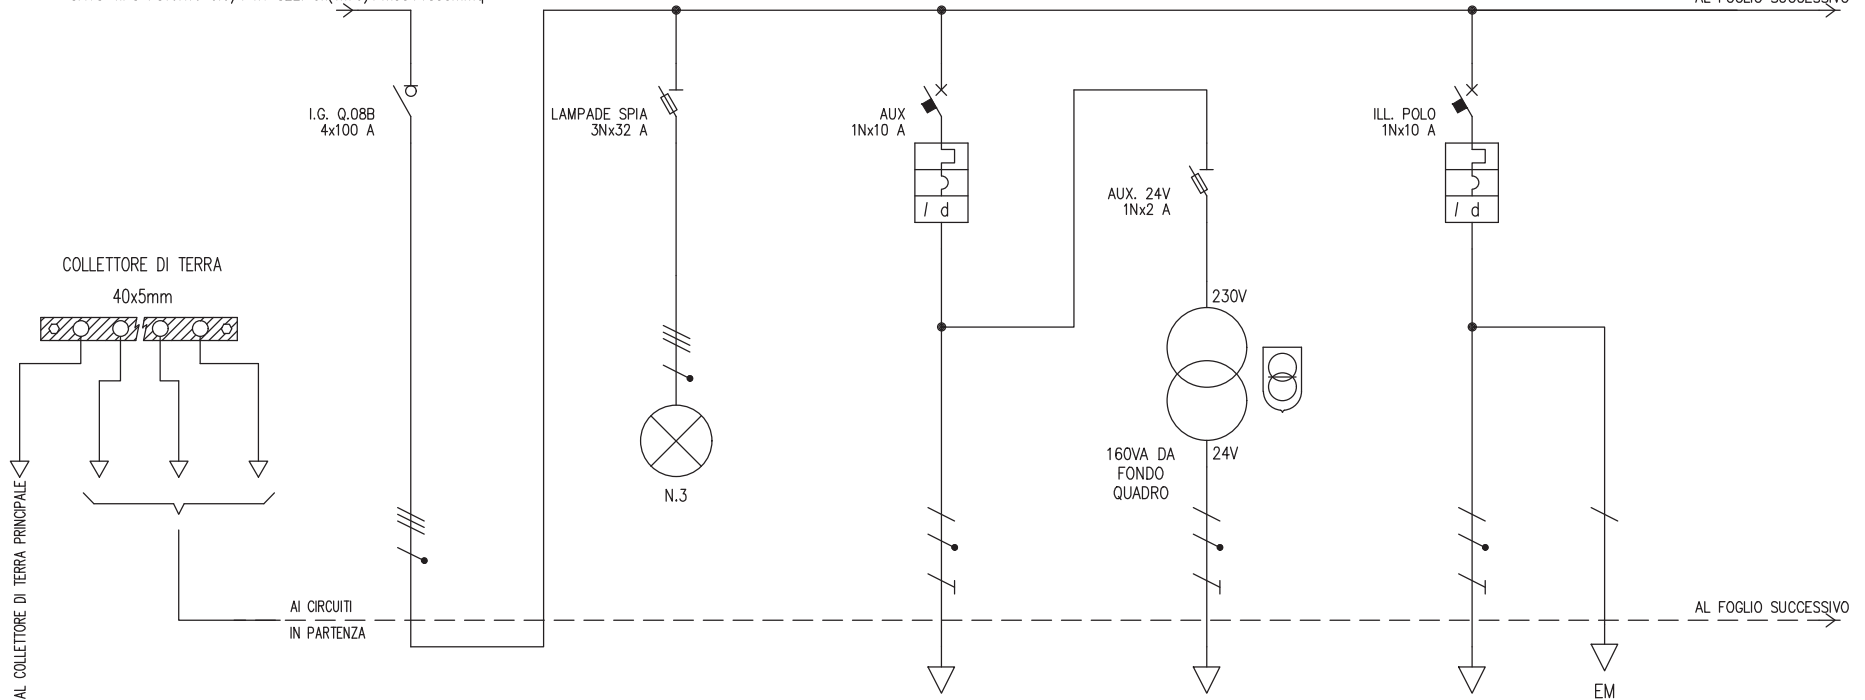 AL FOGLIO SUCCESSIVO
I.G. Q.08B
4x100 A
LAMPADE SPIA
3Nx32 A
AUX
1Nx10 A
ILL. POLO
1Nx10 A
AUX. 24V
1Nx2 A
I d
I d
COLLETTORE DI TERRA
40x5mm
230V
24V
160VA DA
FONDO
QUADRO
N.3
AL COLLETTORE DI TERRA PRINCIPALE
AI CIRCUITI
IN PARTENZA
AL FOGLIO SUCCESSIVO
EM